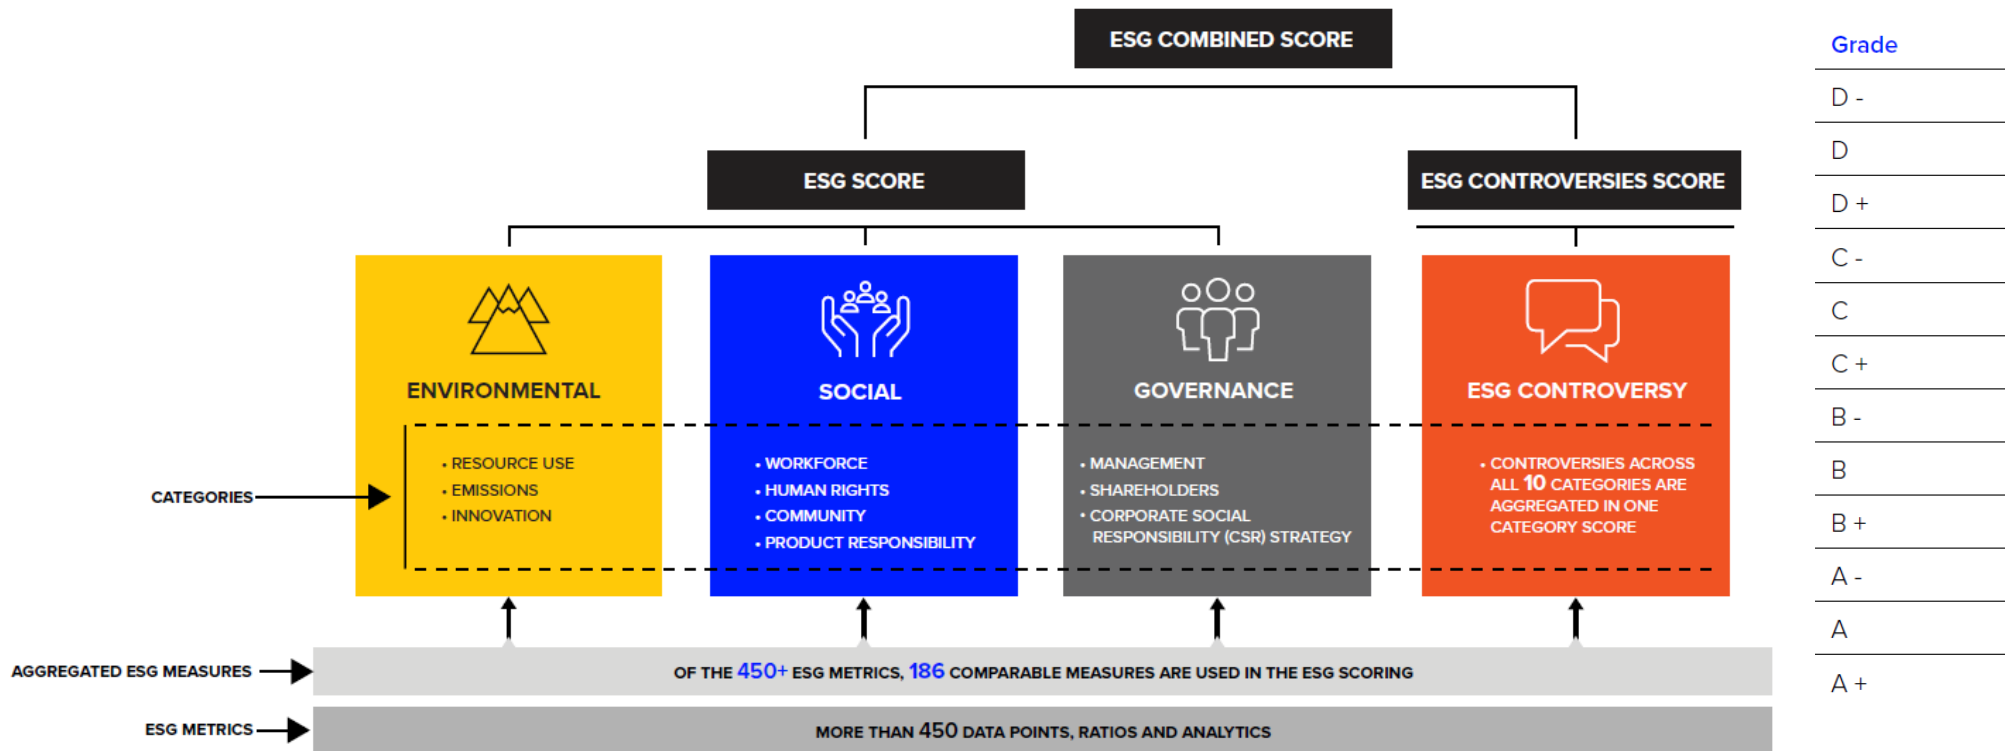 ESG COMBINED SCORE
ESG SCORE
ESG CONTROVERSIES SCORE
ENVIRONMENTAL
• RESOURCE USE
• EMISSIONS
• INNOVATION
SOCIAL
• WORKFORCE
• HUMAN RIGHTS
• COMMUNITY
• PRODUCT RESPONSIBILITY
GOVERNANCE
• MANAGEMENT
• SHAREHOLDERS
• CORPORATE SOCIAL
RESPONSIBILITY (CSR) STRATEGY
ESG CONTROVERSY
• CONTROVERSIES ACROSS
ALL 10 CATEGORIES ARE
AGGREGATED IN ONE
CATEGORY SCORE
CATEGORIES
AGGREGATED ESG MEASURES
OF THE 450+ ESG METRICS, 186 COMPARABLE MEASURES ARE USED IN THE ESG SCORING
ESG METRICS
MORE THAN 450 DATA POINTS, RATIOS AND ANALYTICS
Grade
D -
D
D +
C -
C
C +
B -
B
B +
A -
A
A +